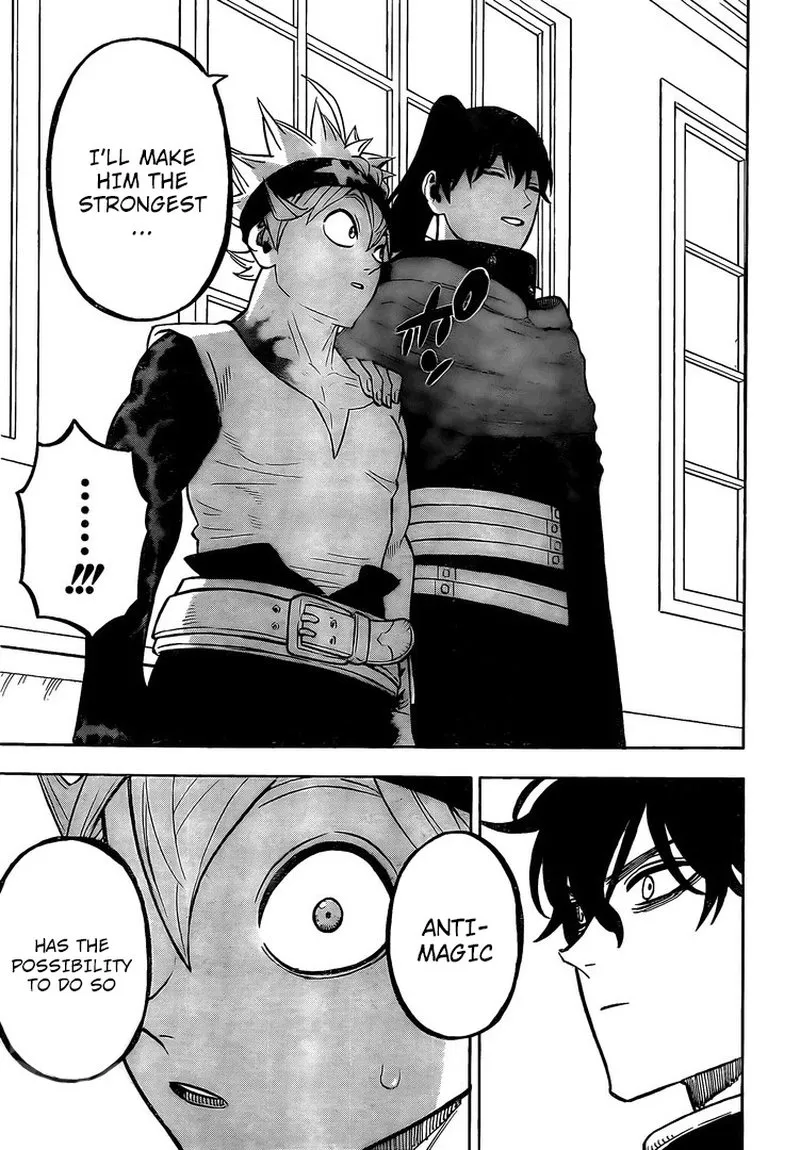 I'LL MAKE
HIM THE
STRONGEST
...
......!!!
ANTI-
MAGIC
HAS THE
POSSIBILITY
TO DO SO